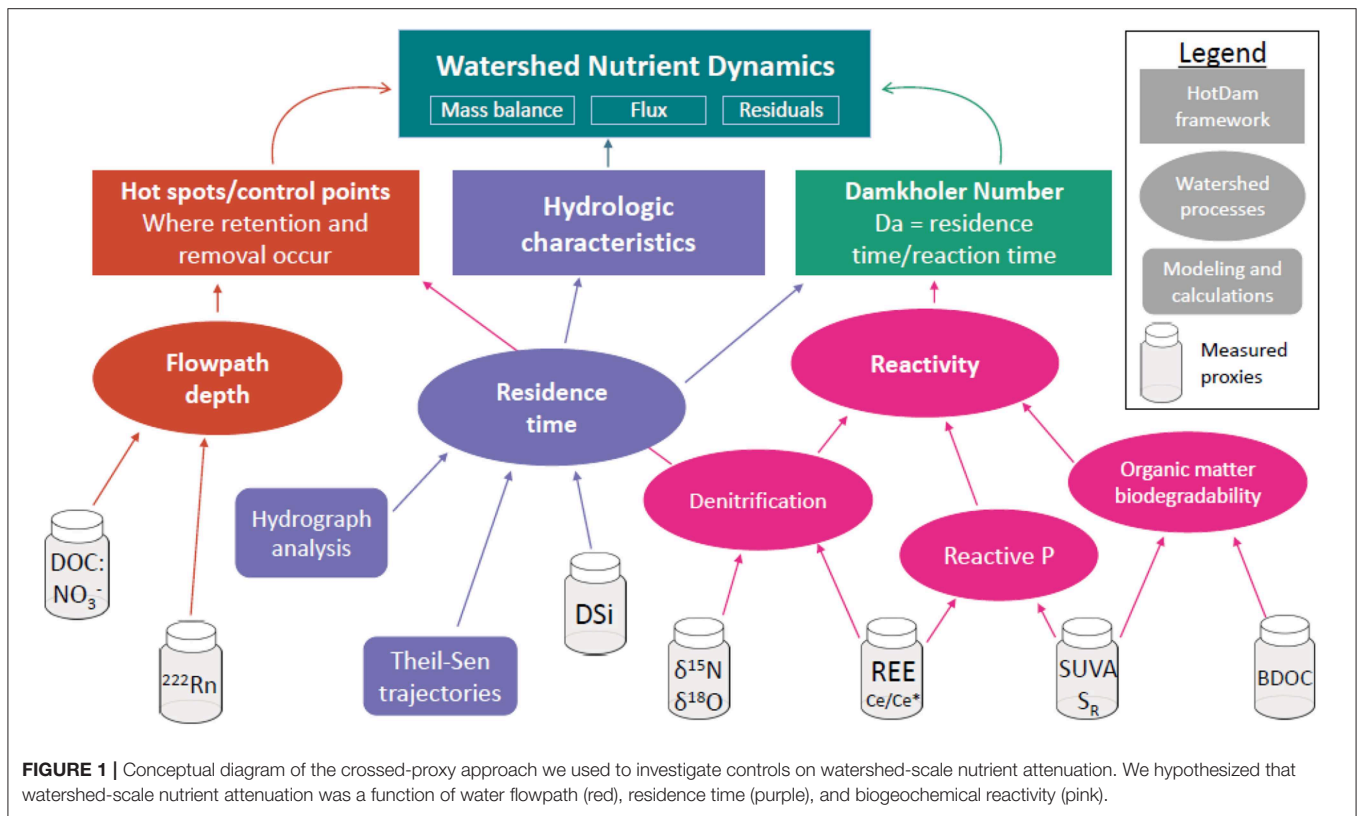 Watershed Nutrient Dynamics
Mass balance
Flux
Residuals
Legend
HotDam
framework
Watershed
processes
Modeling and
calculations
Measured
proxies
Hot spots/control points
Where retention and
removal occur
Hydrologic
characteristics
Damkholer Number
Da = residence
time/reaction time
Flowpath
depth
Residence
time
Reactivity
Hydrograph
analysis
Denitrification
Organic matter
biodegradability
Reactive P
Theil-Sen
trajectories
DOC:
NO₃⁻
²²²Rn
DSi
δ¹⁵N
δ¹⁸O
REE
Ce/Ce*
SUVA
S_R
BDOC
FIGURE 1 | Conceptual diagram of the crossed-proxy approach we used to investigate controls on watershed-scale nutrient attenuation. We hypothesized that
watershed-scale nutrient attenuation was a function of water flowpath (red), residence time (purple), and biogeochemical reactivity (pink).